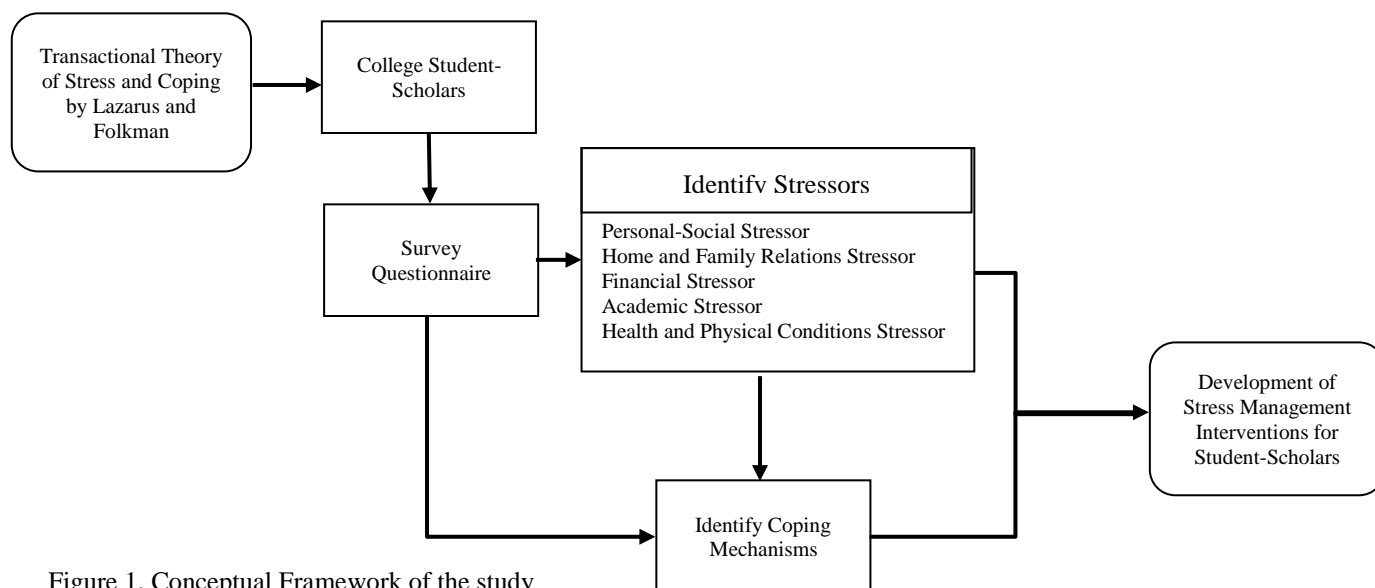 Transactional Theory
of Stress and Coping
by Lazarus and
Folkman
College Student-
Scholars
Survey
Questionnaire
Identify Stressors
Personal-Social Stressor
Home and Family Relations Stressor
Financial Stressor
Academic Stressor
Health and Physical Conditions Stressor
Identify Coping
Mechanisms
Development of
Stress Management
Interventions for
Student-Scholars
Figure 1. Conceptual Framework of the study